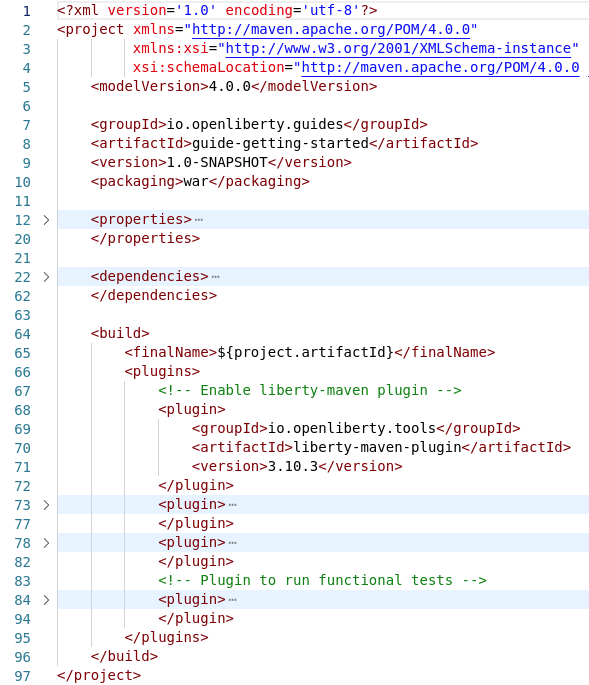 1 <?xml version='1.0' encoding='utf-8'?>
2 <project xmlns="http://maven.apache.org/POM/4.0.0"
3 xmlns:xsi="http://www.w3.org/2001/XMLSchema-instance"
4 xsi:schemaLocation="http://maven.apache.org/POM/4.0.0
5 <modelVersion>4.0.0</modelVersion>
6
7 <groupId>io.openliberty.guides</groupId>
8 <artifactId>guide-getting-started</artifactId>
9 <version>1.0-SNAPSHOT</version>
10 <packaging>war</packaging>
11
12 <properties>⋯
20 </properties>
21
22 <dependencies>⋯
62 </dependencies>
63
64 <build>
65 <finalName>${project.artifactId}</finalName>
66 <plugins>
67 <!-- Enable liberty-maven plugin -->
68 <plugin>
69 <groupId>io.openliberty.tools</groupId>
70 <artifactId>liberty-maven-plugin</artifactId>
71 <version>3.10.3</version>
72 </plugin>
73 <plugin>⋯
77 </plugin>
78 <plugin>⋯
82 </plugin>
83 <!-- Plugin to run functional tests -->
84 <plugin>⋯
94 </plugin>
95 </plugins>
96 </build>
97 </project>